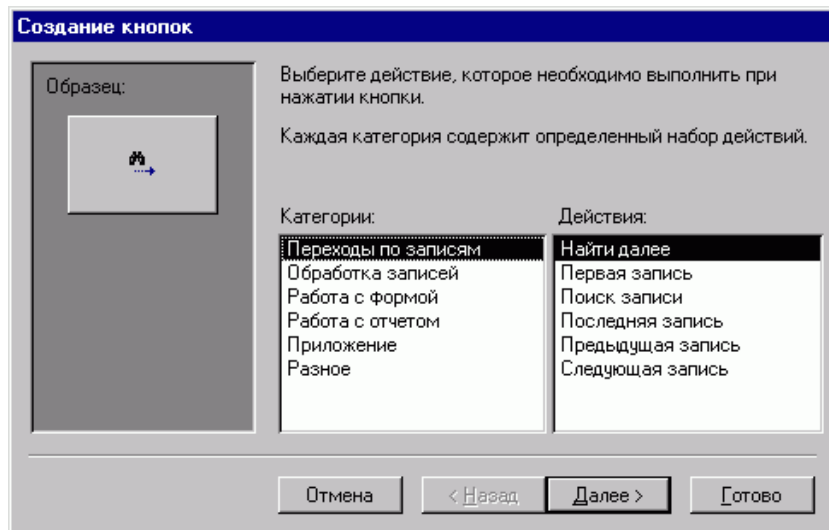 Создание кнопок
Образец:
Выберите действие, которое необходимо выполнить при
нажатии кнопки.
Каждая категория содержит определенный набор действий.
Категории:
Переходы по записям
Обработка записей
Работа с формой
Работа с отчетом
Приложение
Разное
Действия:
Найти далее
Первая запись
Поиск записи
Последняя запись
Предыдущая запись
Следующая запись
Отмена
< Назад
Далее >
Готово